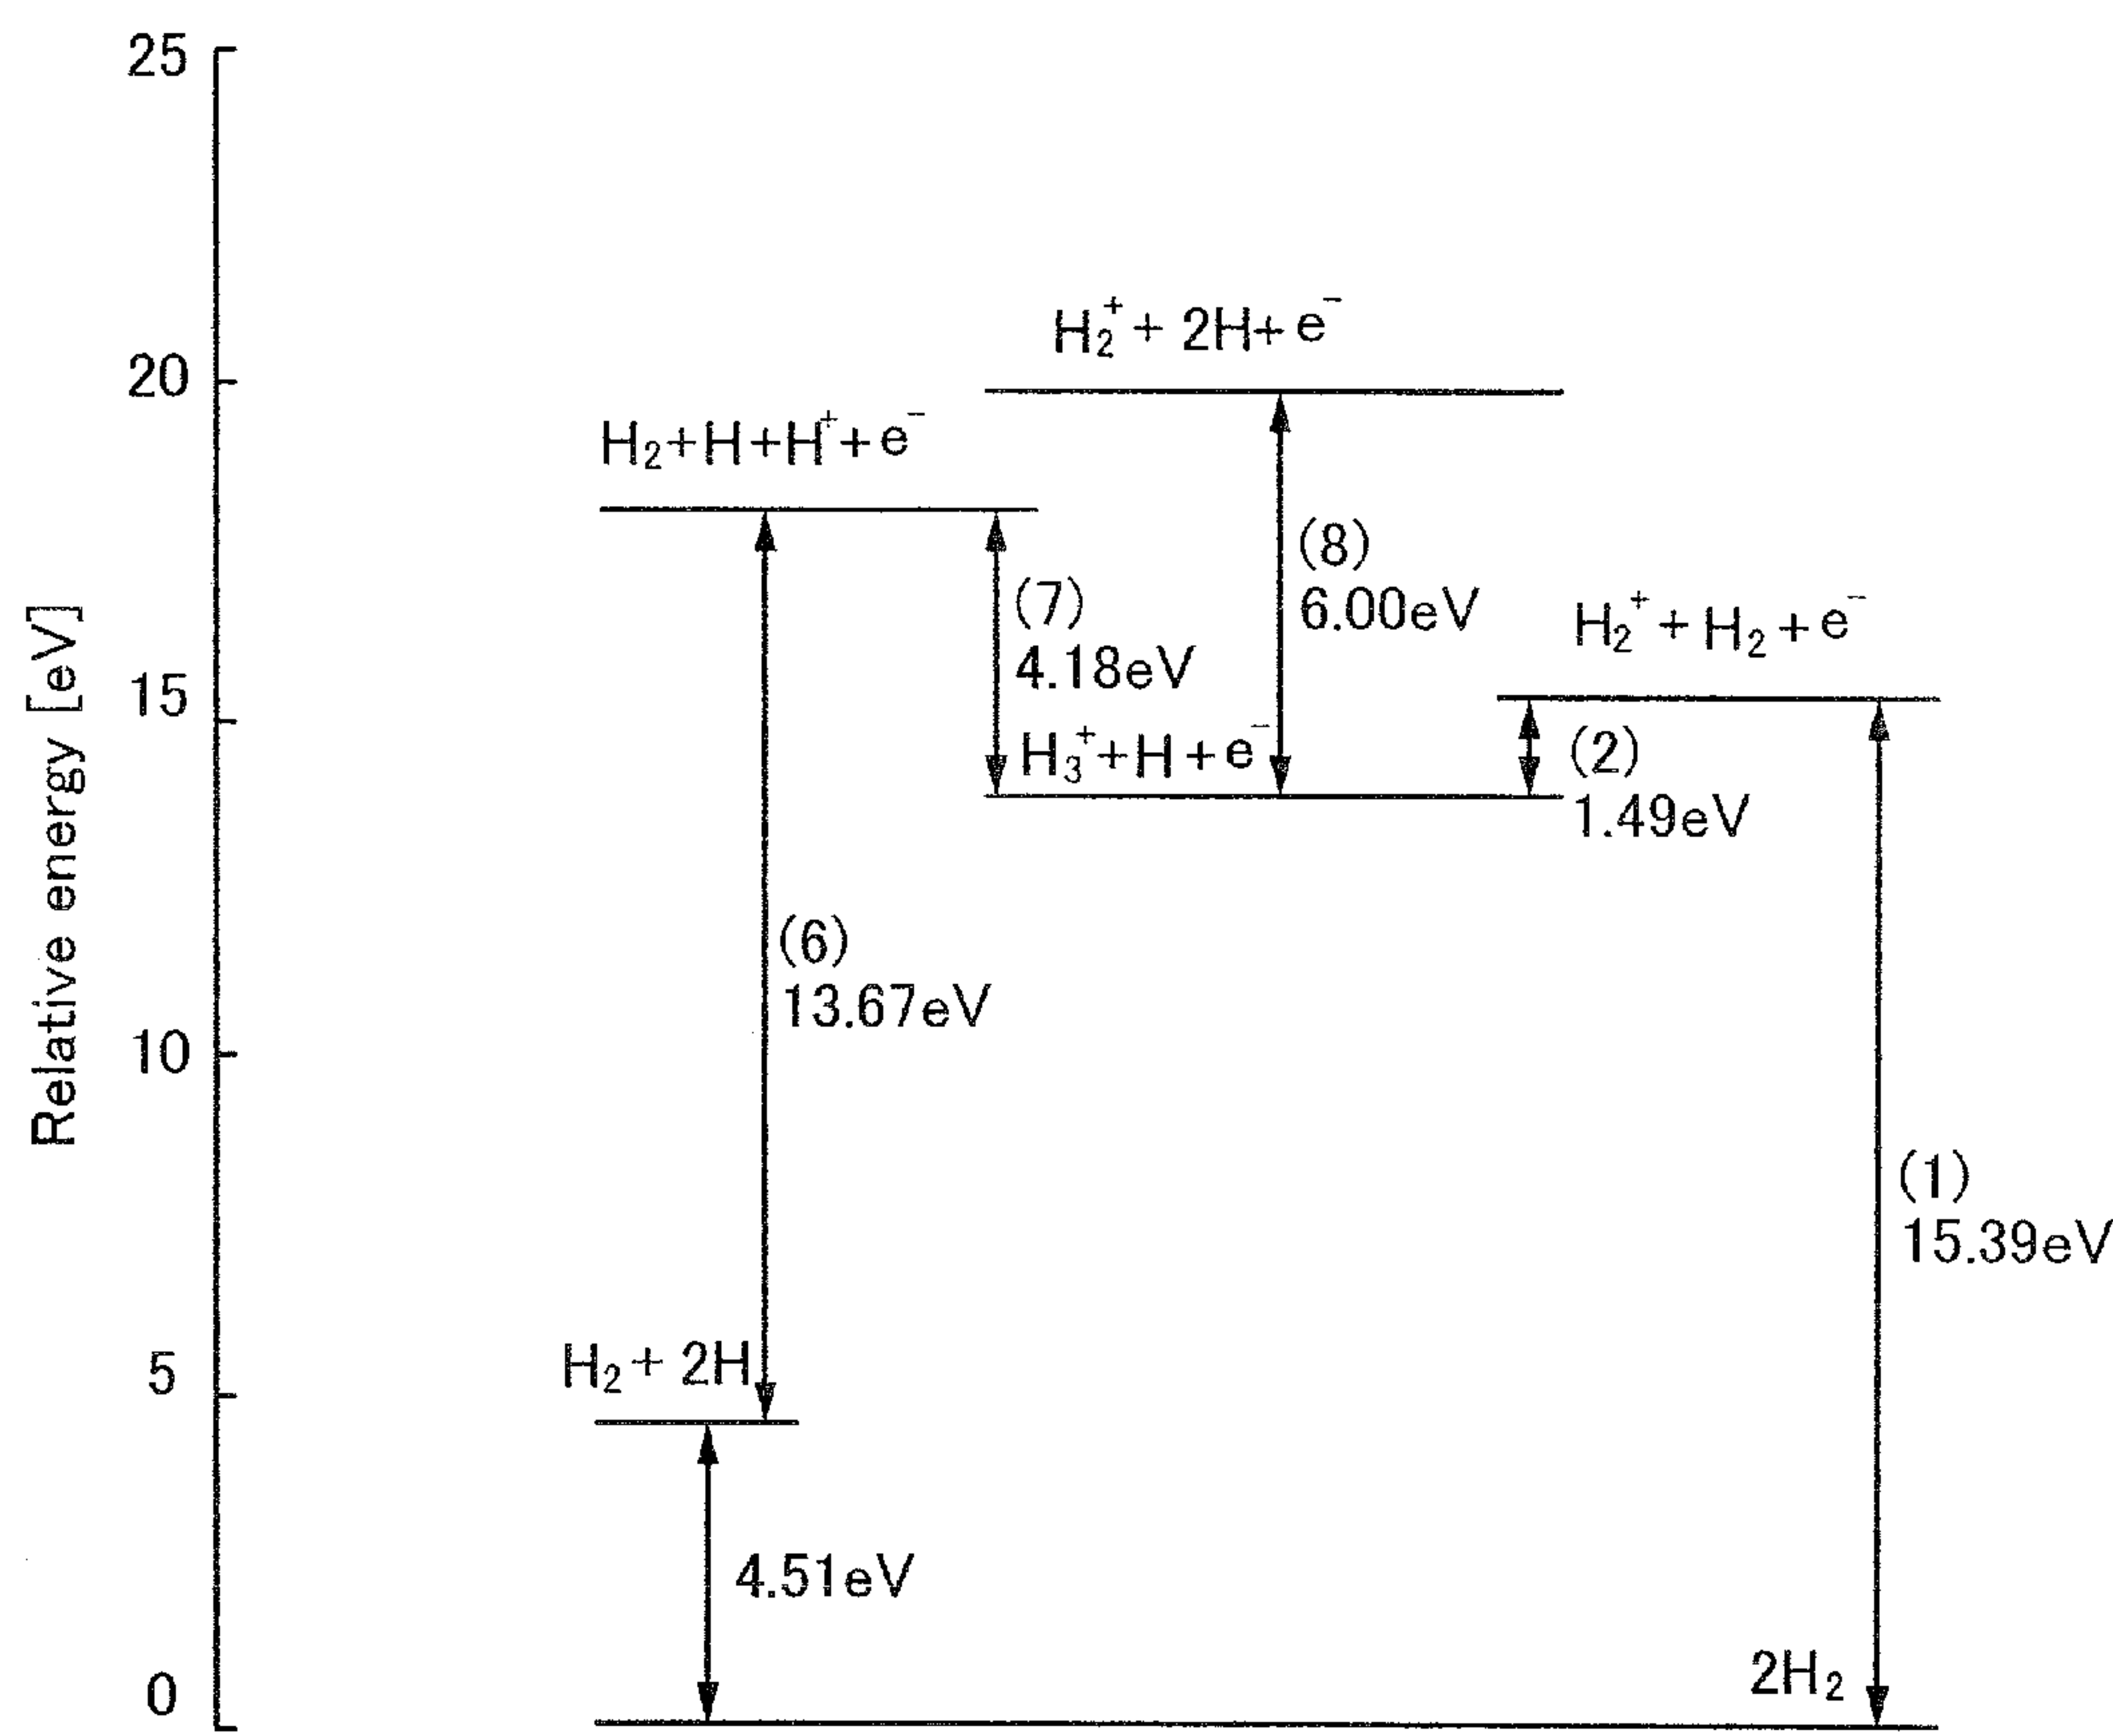 25
20
15
10
5
0
Relative energy [eV]
H₂⁺ + 2H + e⁻
H₂+H+H⁺+e⁻
(8)
6.00eV
(7)
4.18eV
H₂⁺ + H₂ + e⁻
H₃⁺+H+e⁻
(2)
1.49eV
(6)
13.67eV
(1)
15.39eV
H₂+ 2H
4.51eV
2H₂